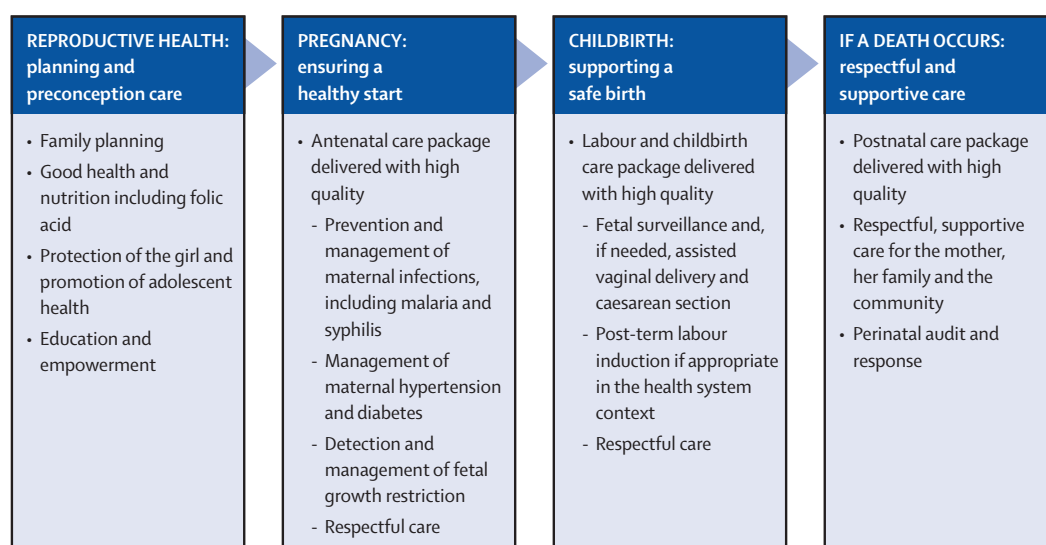 REPRODUCTIVE HEALTH:
planning and
preconception care
• Family planning
• Good health and
nutrition including folic
acid
• Protection of the girl and
promotion of adolescent
health
• Education and
empowerment
PREGNANCY:
ensuring a
healthy start
• Antenatal care package
delivered with high
quality
- Prevention and
management of
maternal infections,
including malaria and
syphilis
- Management of
maternal hypertension
and diabetes
- Detection and
management of fetal
growth restriction
- Respectful care
CHILDBIRTH:
supporting a
safe birth
• Labour and childbirth
care package delivered
with high quality
- Fetal surveillance and,
if needed, assisted
vaginal delivery and
caesarean section
- Post-term labour
induction if appropriate
in the health system
context
- Respectful care
IF A DEATH OCCURS:
respectful and
supportive care
• Postnatal care package
delivered with high
quality
• Respectful, supportive
care for the mother,
her family and the
community
• Perinatal audit and
response